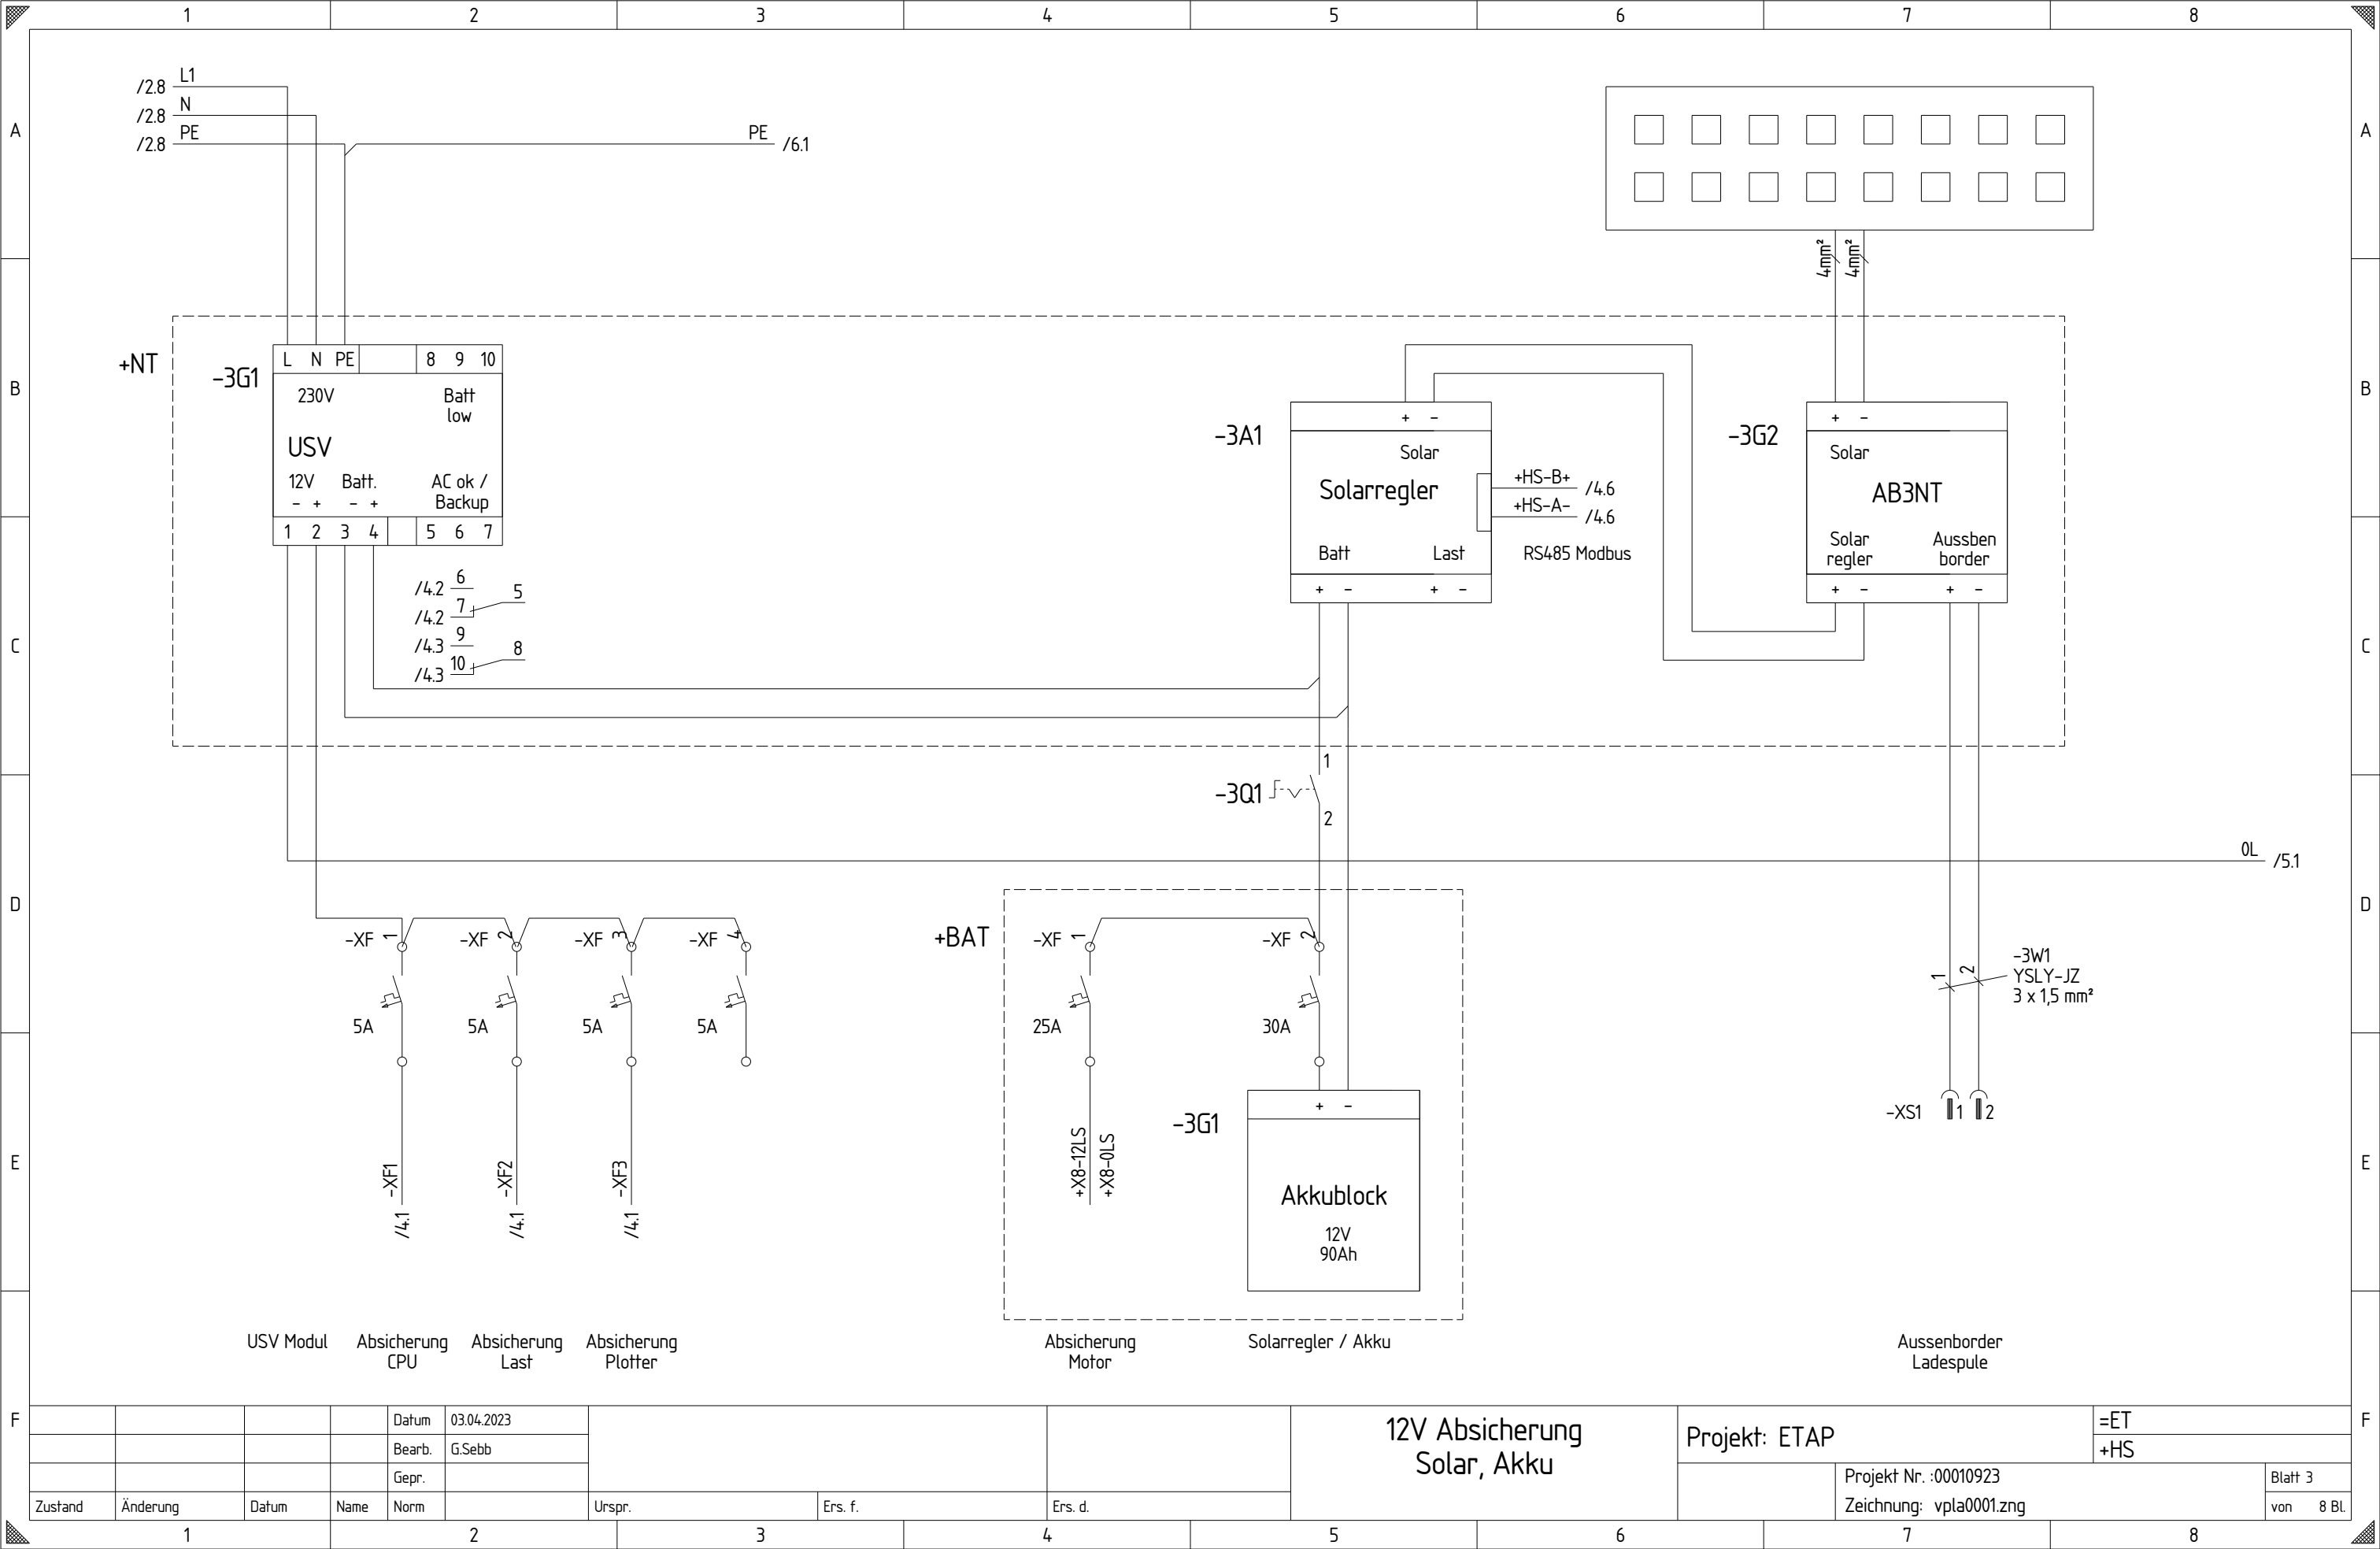 1 2 3 4 5 6 7 8
A A
B B
C C
D D
E E
F F
/2.8 L1
/2.8 N
/2.8 PE
PE /6.1
4mm² 4mm²
+NT
-3G1
L N PE 8 9 10
230V Batt
low
USV
12V Batt. AC ok /
- + - + Backup
1 2 3 4 5 6 7
/4.2 6
/4.2 7 5
/4.3 9
/4.3 10 8
-3A1
+ -
Solar
Solarregler
Batt Last
+ - + -
+HS-B+ /4.6
+HS-A- /4.6
RS485 Modbus
-3G2
+ -
Solar
AB3NT
Solar Aussben
regler border
+ - + -
1
-3Q1
2
0L /5.1
-XF 1
5A
-XF1
/4.1
-XF 2
5A
-XF2
/4.1
-XF 3
5A
-XF3
/4.1
-XF 4
5A
+BAT
-XF 1
25A
+X8-12LS
+X8-0LS
-XF 2
30A
-3G1
+ -
Akkublock
12V
90Ah
1 2
-3W1
YSLY-JZ
3 x 1,5 mm²
-XS1 1 2
USV Modul
Absicherung
CPU
Absicherung
Last
Absicherung
Plotter
Absicherung
Motor
Solarregler / Akku
Aussenborder
Ladespule
Datum 03.04.2023
Bearb. G.Sebb
Gepr.
Zustand Änderung Datum Name Norm Urspr. Ers. f. Ers. d.
12V Absicherung
Solar, Akku
Projekt: ETAP
=ET
+HS
Projekt Nr. :00010923
Zeichnung: vpla0001.zng
Blatt 3
von 8 Bl.
1 2 3 4 5 6 7 8